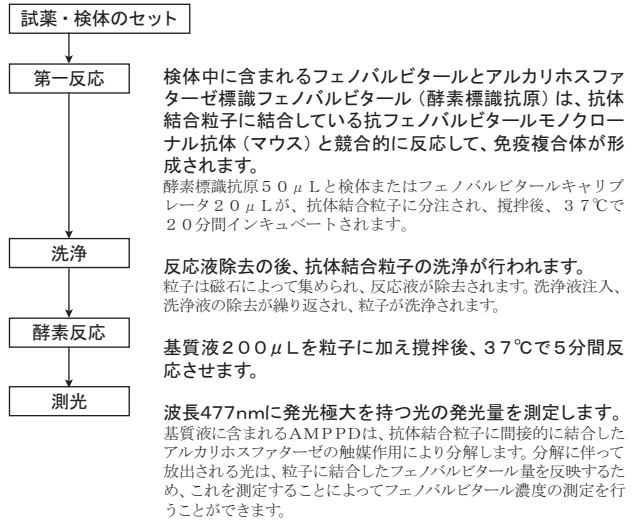 試薬・検体のセット
第一反応
検体中に含まれるフェノバルビタールとアルカリホスファ
ターゼ標識フェノバルビタール（酵素標識抗原）は、抗体
結合粒子に結合している抗フェノバルビタールモノクロー
ナル抗体（マウス）と競合的に反応して、免疫複合体が形
成されます。
酵素標識抗原５０μＬと検体またはフェノバルビタールキャリブ
レータ２０μＬが、抗体結合粒子に分注され、撹拌後、３７℃で
２０分間インキュベートされます。
洗浄
反応液除去の後、抗体結合粒子の洗浄が行われます。
粒子は磁石によって集められ、反応液が除去されます。洗浄液注入、
洗浄液の除去が繰り返され、粒子が洗浄されます。
酵素反応
基質液２００μＬを粒子に加え撹拌後、３７℃で５分間反
応させます。
測光
波長477nmに発光極大を持つ光の発光量を測定します。
基質液に含まれるＡＭＰＰＤは、抗体結合粒子に間接的に結合した
アルカリホスファターゼの触媒作用により分解します。分解に伴って
放出される光は、粒子に結合したフェノバルビタール量を反映するた
め、これを測定することによってフェノバルビタール濃度の測定を行
うことができます。